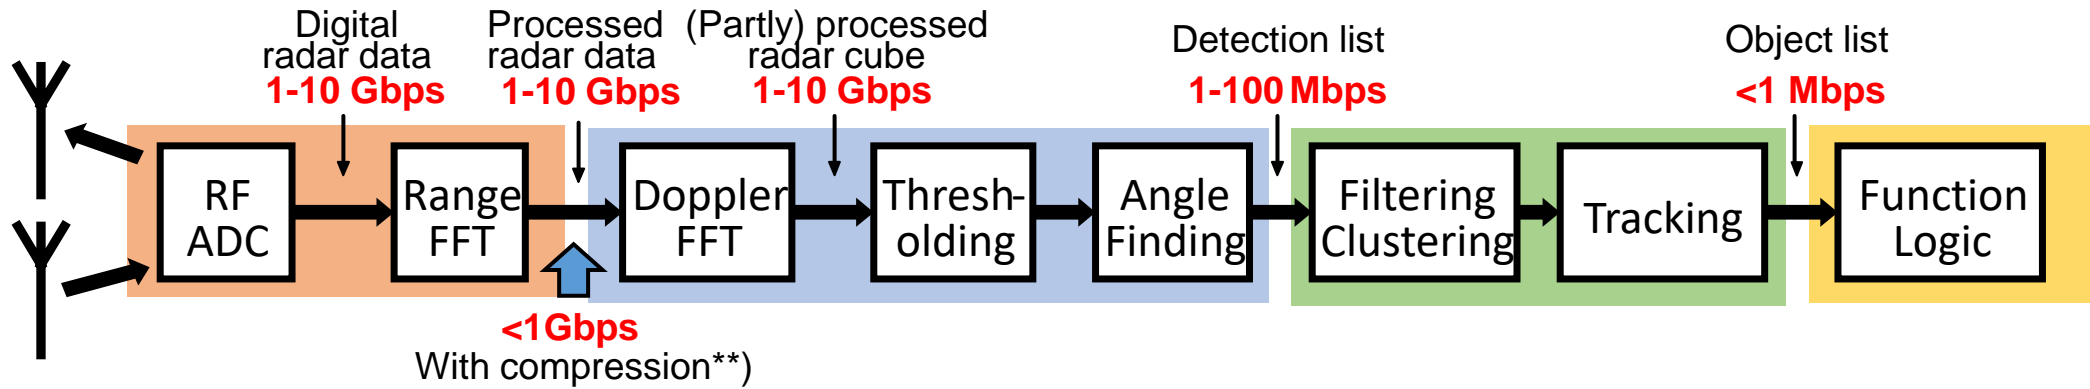 Digital
radar data
1-10 Gbps
Processed
radar data
1-10 Gbps
(Partly) processed
radar cube
1-10 Gbps
Detection list
1-100 Mbps
Object list
<1 Mbps
RF
ADC
Range
FFT
Doppler
FFT
Thresh-
olding
Angle
Finding
Filtering
Clustering
Tracking
Function
Logic
<1Gbps
With compression**)